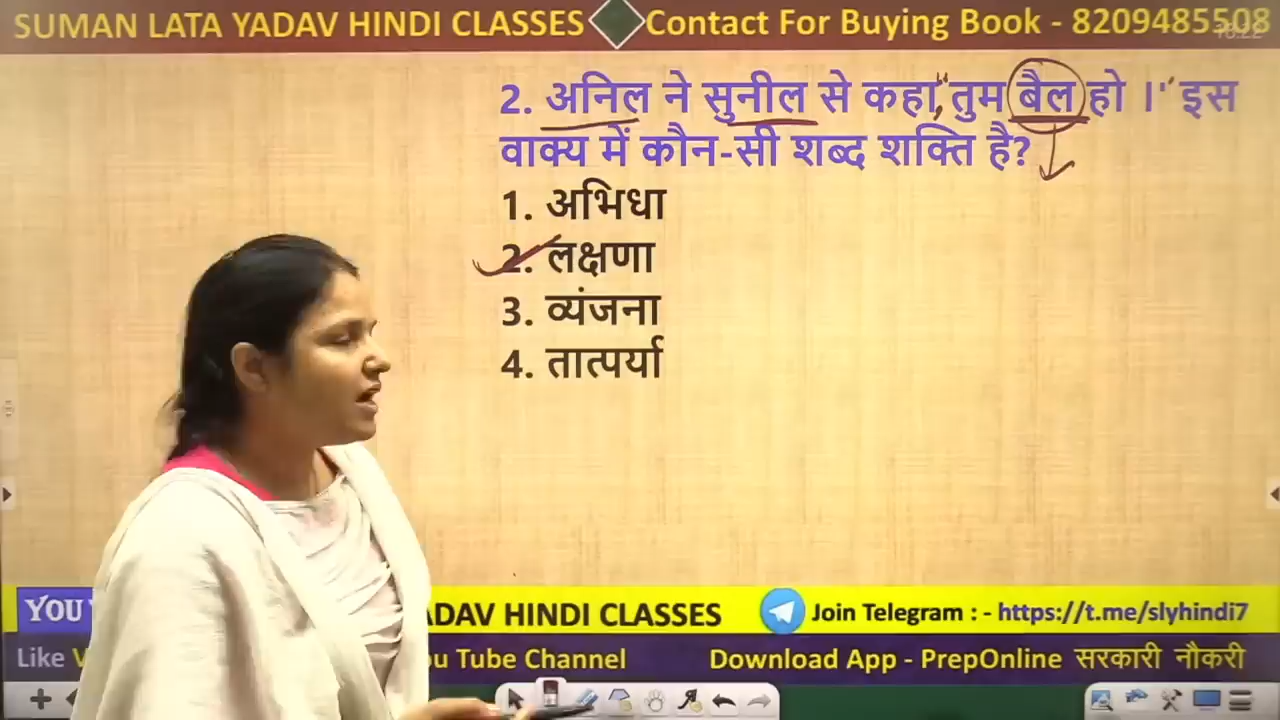 SUMAN LATA YADAV HINDI CLASSES Contact For Buying Book - 8209485508
2. अनिल ने सुनील से कहा, "तुम बैल हो ।" इस
वाक्य में कौन-सी शब्द शक्ति है?
1. अभिधा
2. लक्षणा
3. व्यंजना
4. तात्पर्या
YOU ADAV HINDI CLASSES Join Telegram : - https://t.me/slyhindi7
Like ou Tube Channel Download App - PrepOnline सरकारी नौकरी